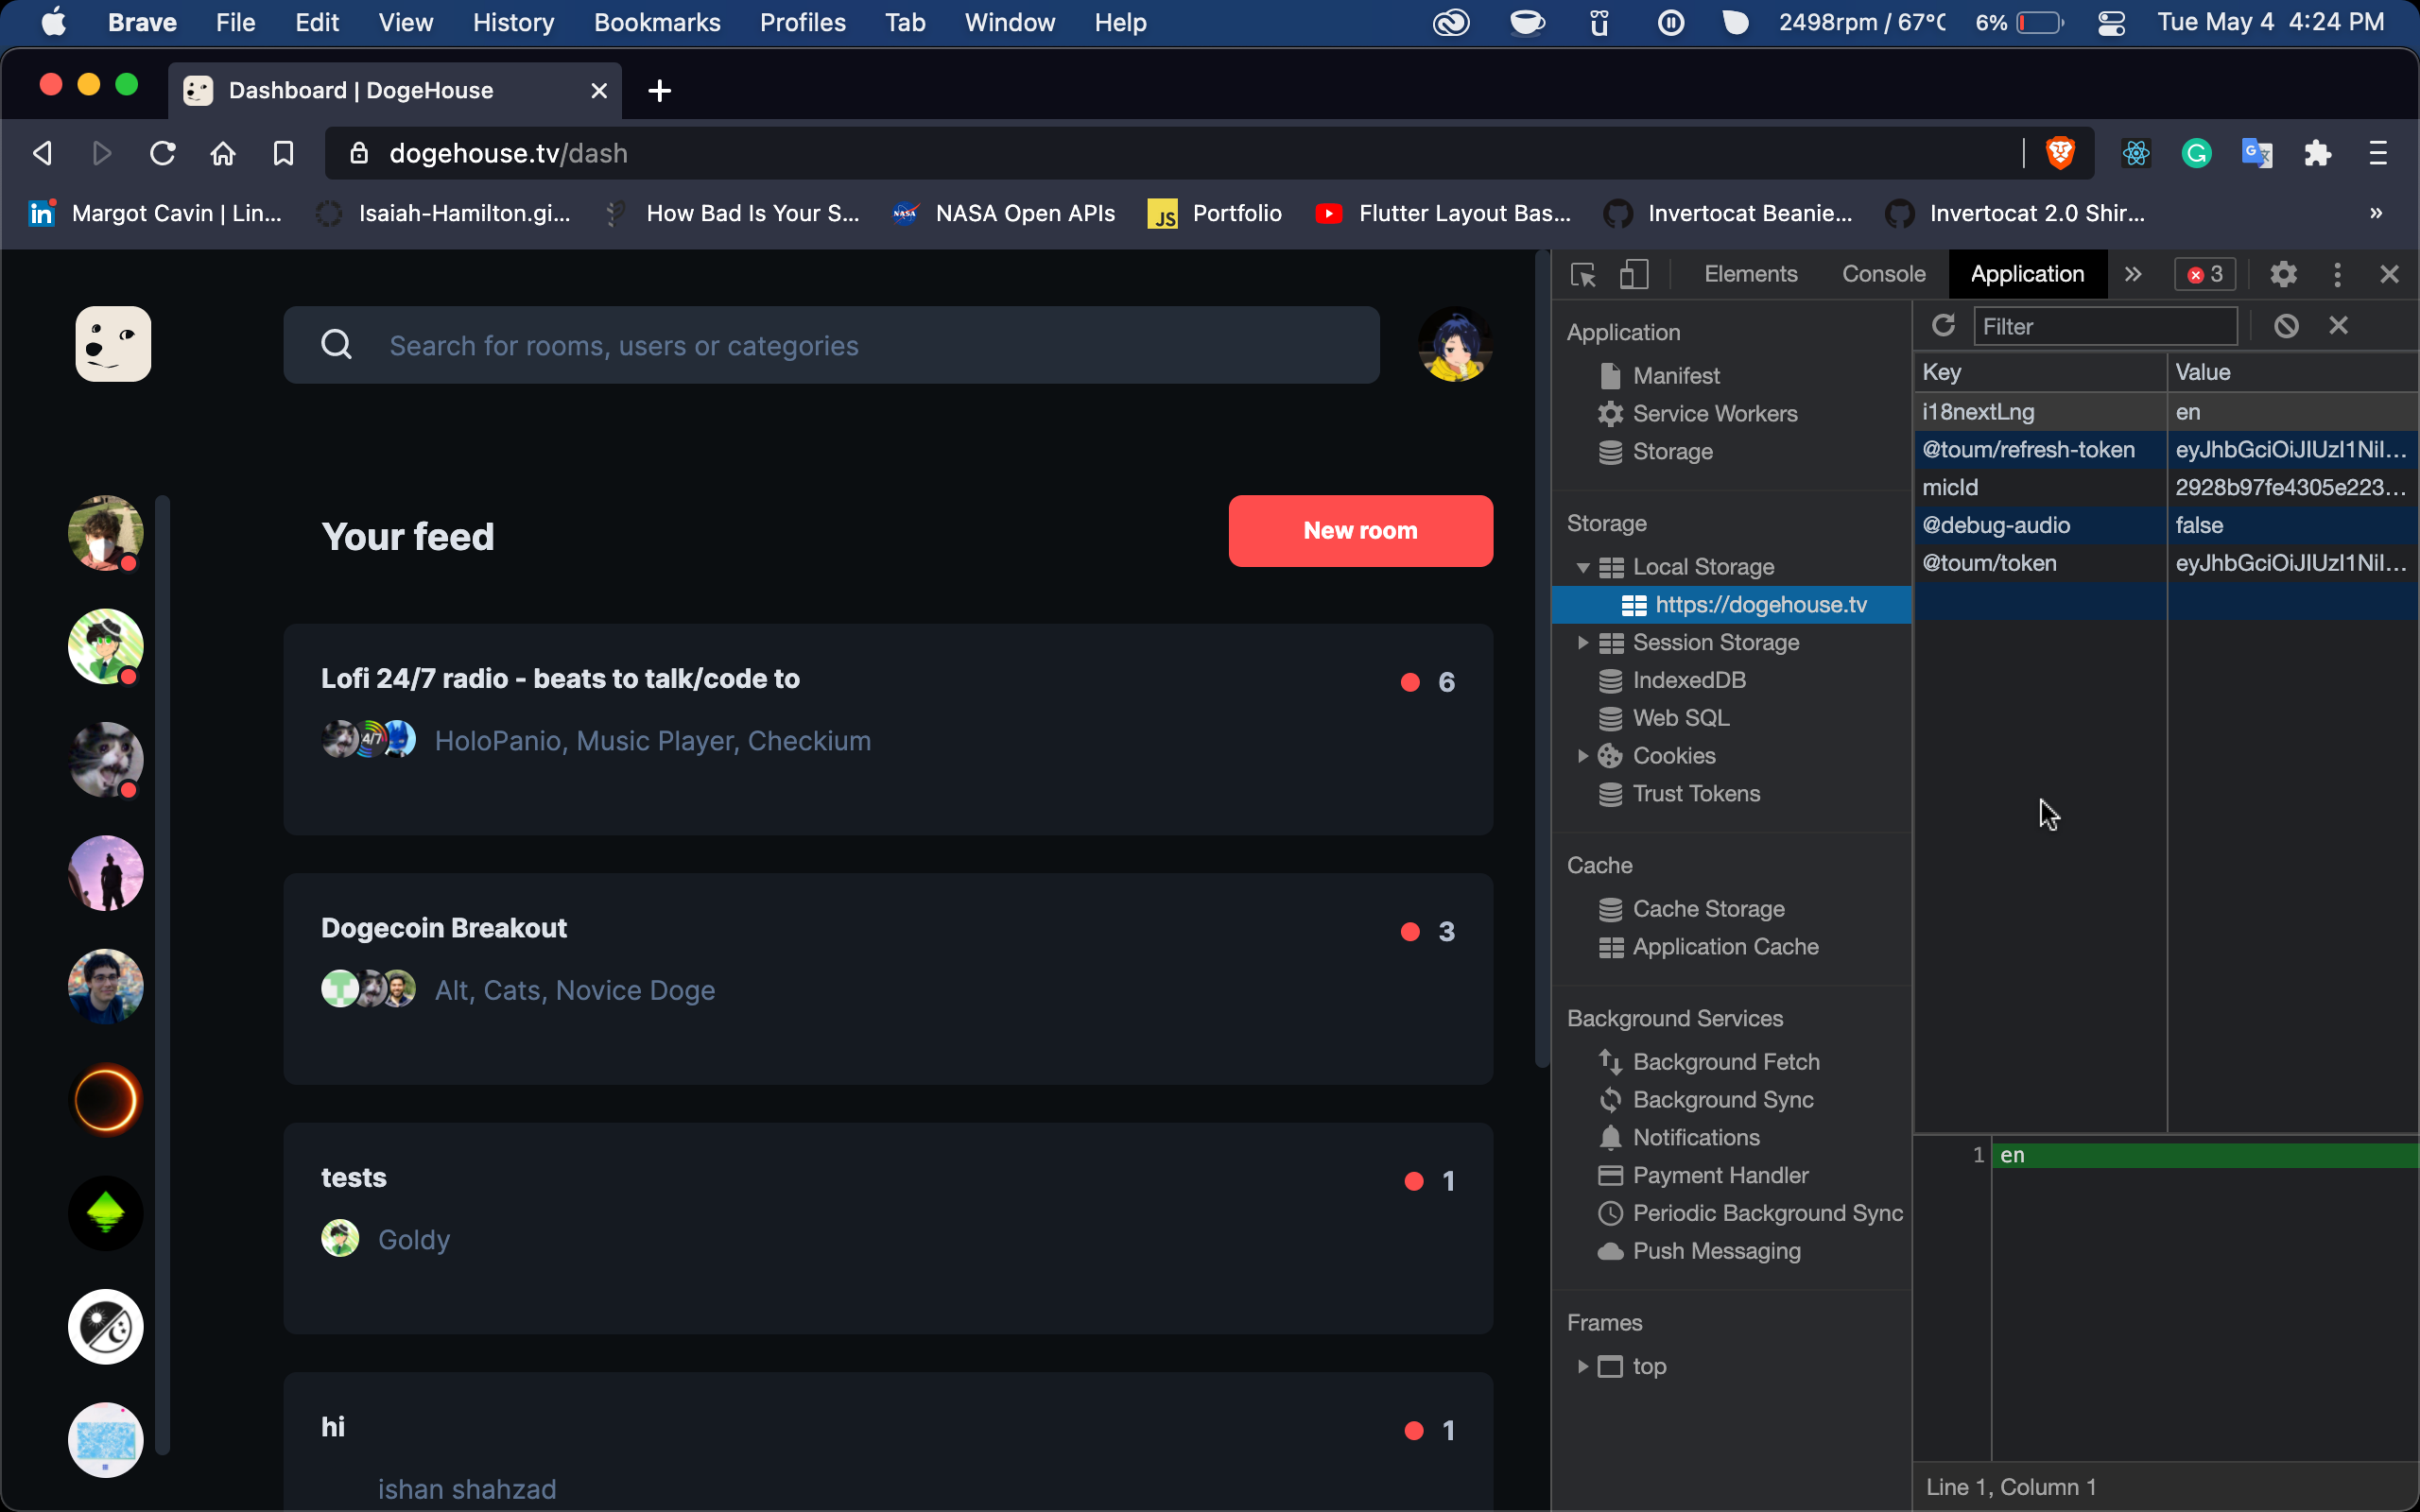 Brave File Edit View History Bookmarks Profiles Tab Window Help 2498rpm / 67°C 6% Tue May 4 4:24 PM
Dashboard | DogeHouse
dogehouse.tv/dash
Margot Cavin | Lin... Isaiah-Hamilton.gi... How Bad Is Your S... NASA Open APIs Portfolio Flutter Layout Bas... Invertocat Beanie... Invertocat 2.0 Shir... »
Search for rooms, users or categories
Your feed
New room
Lofi 24/7 radio - beats to talk/code to 6
HoloPanio, Music Player, Checkium
Dogecoin Breakout 3
Alt, Cats, Novice Doge
tests 1
Goldy
hi 1
ishan shahzad
Elements Console Application » 3
Application
Manifest
Service Workers
Storage
Storage
Local Storage
https://dogehouse.tv
Session Storage
IndexedDB
Web SQL
Cookies
Trust Tokens
Cache
Cache Storage
Application Cache
Background Services
Background Fetch
Background Sync
Notifications
Payment Handler
Periodic Background Sync
Push Messaging
Frames
top
Filter
Key Value
i18nextLng en
@toum/refresh-token eyJhbGciOiJIUzI1NiI...
micId 2928b97fe4305e223...
@debug-audio false
@toum/token eyJhbGciOiJIUzI1NiI...
1 en
Line 1, Column 1